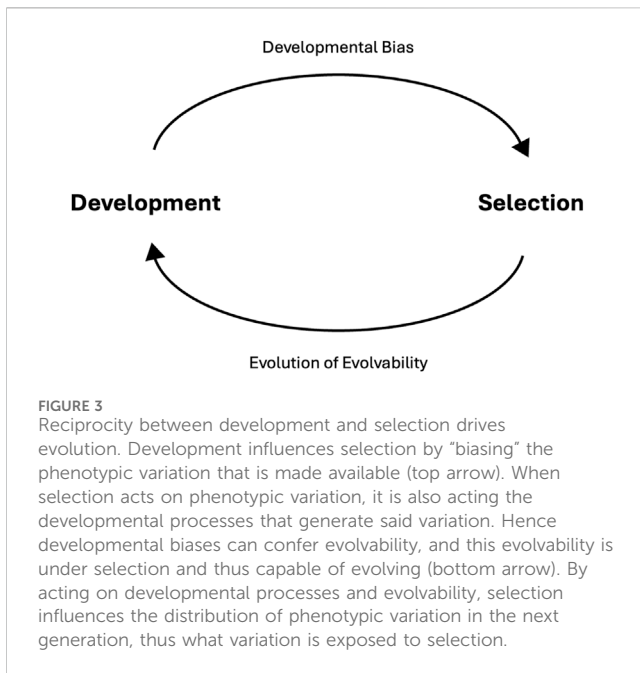 Developmental Bias
Development
Selection
Evolution of Evolvability
FIGURE 3
Reciprocity between development and selection drives
evolution. Development influences selection by “biasing” the
phenotypic variation that is made available (top arrow). When
selection acts on phenotypic variation, it is also acting the
developmental processes that generate said variation. Hence
developmental biases can confer evolvability, and this evolvability is
under selection and thus capable of evolving (bottom arrow). By
acting on developmental processes and evolvability, selection
influences the distribution of phenotypic variation in the next
generation, thus what variation is exposed to selection.